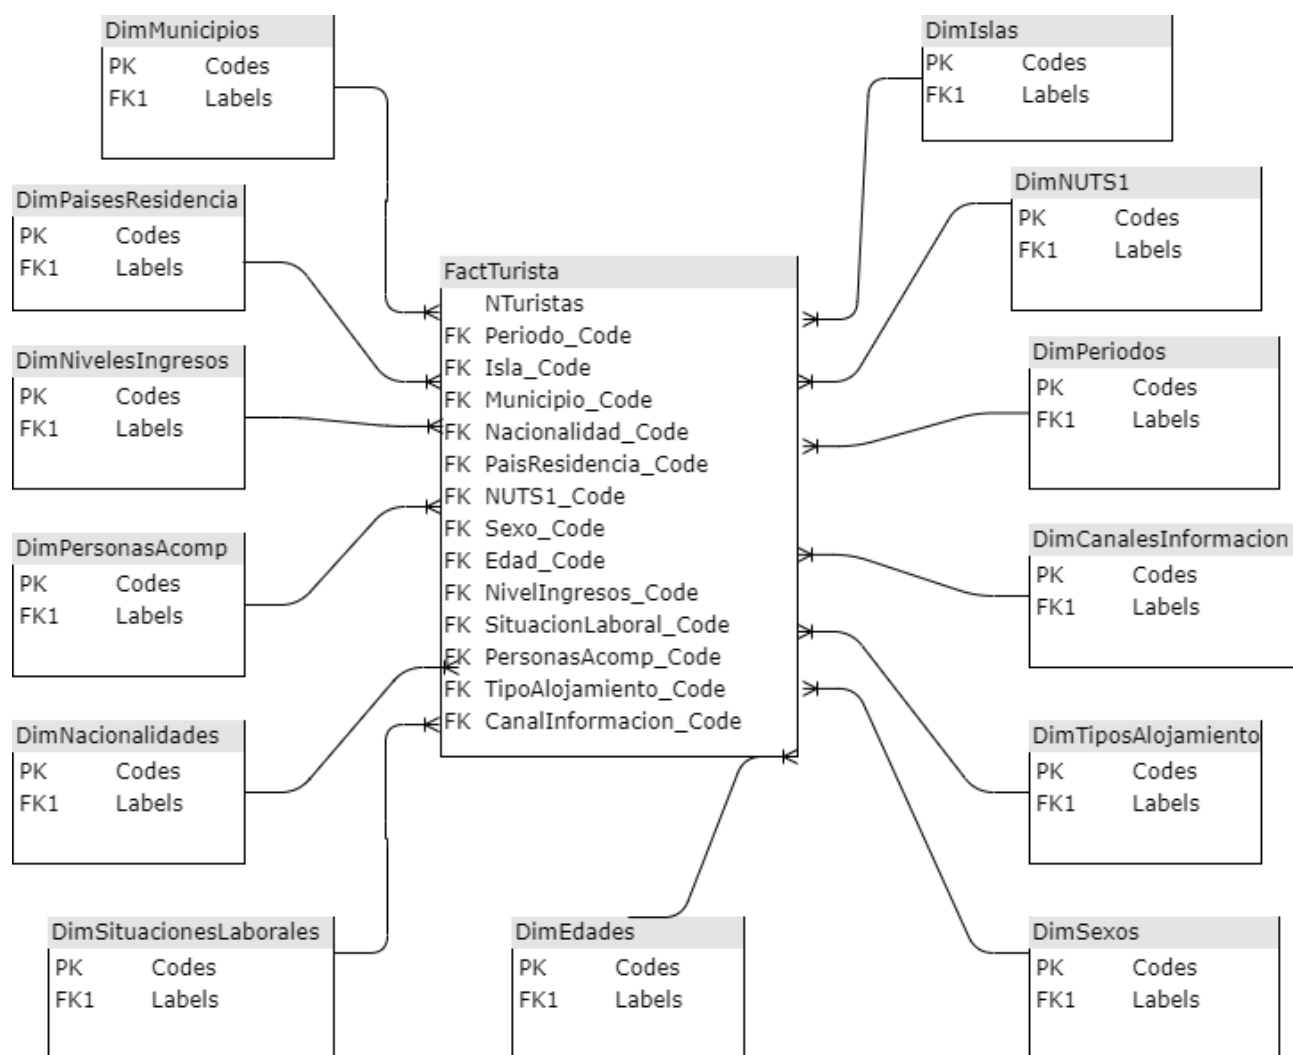 DimMunicipios
PK Codes
FK1 Labels
DimIslas
PK Codes
FK1 Labels
DimPaisesResidencia
PK Codes
FK1 Labels
DimNUTS1
PK Codes
FK1 Labels
FactTurista
NTuristas
FK Periodo_Code
FK Isla_Code
FK Municipio_Code
FK Nacionalidad_Code
FK PaisResidencia_Code
FK NUTS1_Code
FK Sexo_Code
FK Edad_Code
FK NivelIngresos_Code
FK SituacionLaboral_Code
FK PersonasAcomp_Code
FK TipoAlojamiento_Code
FK CanalInformacion_Code
DimNivelesIngresos
PK Codes
FK1 Labels
DimPeriodos
PK Codes
FK1 Labels
DimPersonasAcomp
PK Codes
FK1 Labels
DimCanalesInformacion
PK Codes
FK1 Labels
DimNacionalidades
PK Codes
FK1 Labels
DimTiposAlojamiento
PK Codes
FK1 Labels
DimSituacionesLaborales
PK Codes
FK1 Labels
DimEdades
PK Codes
FK1 Labels
DimSexos
PK Codes
FK1 Labels